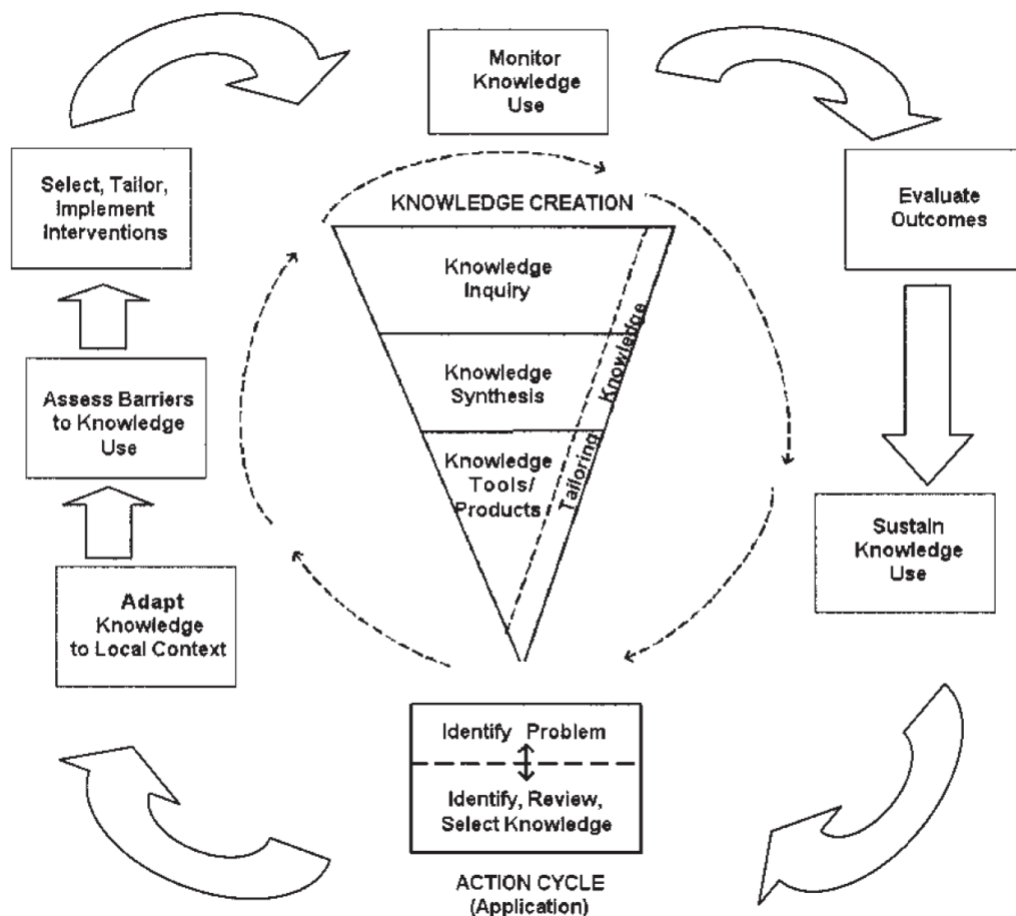 Monitor
Knowledge
Use
Select, Tailor,
Implement
Interventions
Evaluate
Outcomes
KNOWLEDGE CREATION
Knowledge
Inquiry
Knowledge
Synthesis
Knowledge
Tools/
Products
Tailoring Knowledge
Assess Barriers
to Knowledge
Use
Sustain
Knowledge
Use
Adapt
Knowledge
to Local Context
Identify Problem
Identify, Review,
Select Knowledge
ACTION CYCLE
(Application)